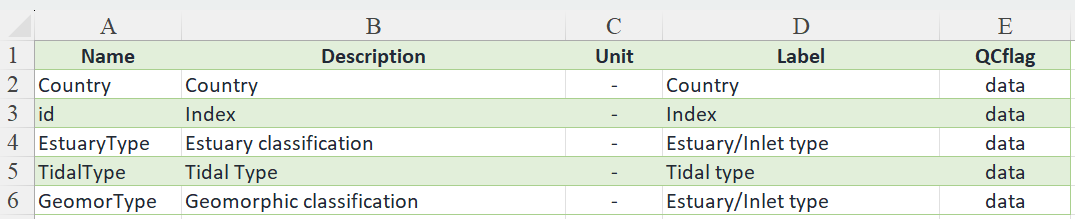 A B C D E
1 Name Description Unit Label QCflag
2 Country Country - Country data
3 id Index - Index data
4 EstuaryType Estuary classification - Estuary/Inlet type data
5 TidalType Tidal Type - Tidal type data
6 GeomorType Geomorphic classification - Estuary/Inlet type data